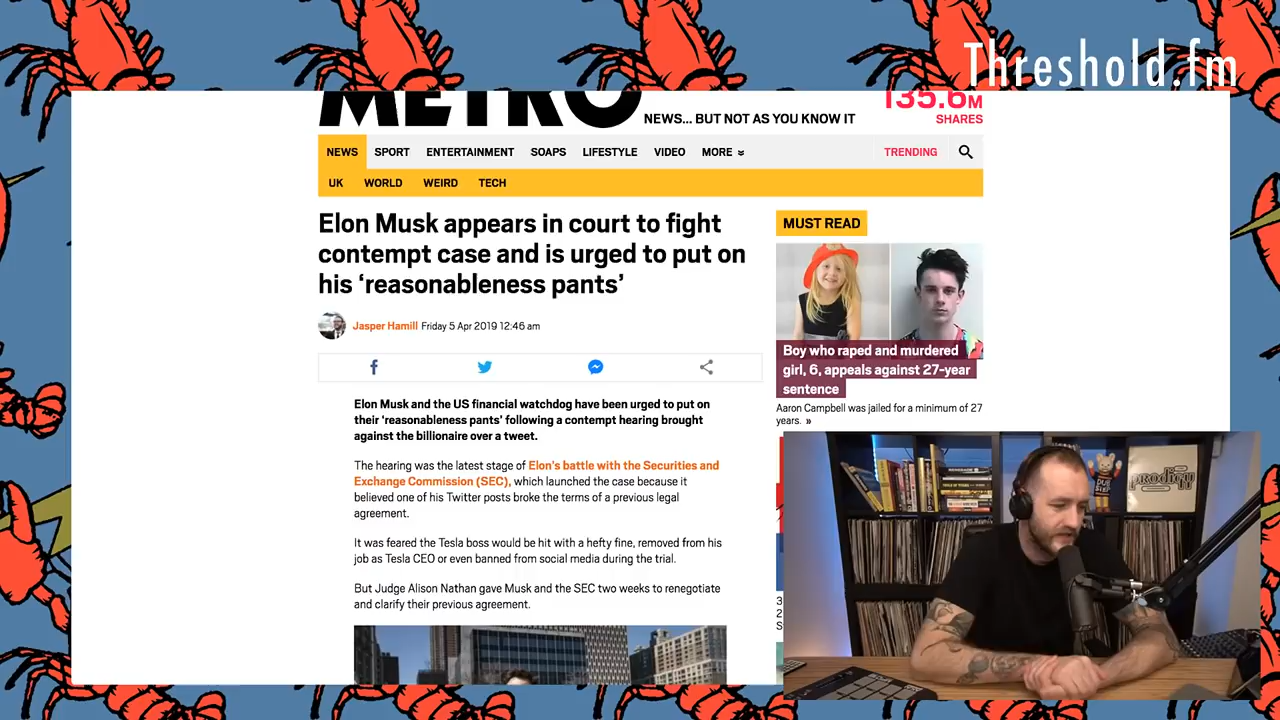 Threshold.fm
METRO
NEWS... BUT NOT AS YOU KNOW IT
135.6M
SHARES
NEWS SPORT ENTERTAINMENT SOAPS LIFESTYLE VIDEO MORE TRENDING
UK WORLD WEIRD TECH
Elon Musk appears in court to fight
contempt case and is urged to put on
his ‘reasonableness pants’
Jasper Hamill Friday 5 Apr 2019 12:46 am
Elon Musk and the US financial watchdog have been urged to put on
their ‘reasonableness pants’ following a contempt hearing brought
against the billionaire over a tweet.
The hearing was the latest stage of Elon’s battle with the Securities and
Exchange Commission (SEC), which launched the case because it
believed one of his Twitter posts broke the terms of a previous legal
agreement.
It was feared the Tesla boss would be hit with a hefty fine, removed from his
job as Tesla CEO or even banned from social media during the trial.
But Judge Alison Nathan gave Musk and the SEC two weeks to renegotiate
and clarify their previous agreement.
MUST READ
Boy who raped and murdered
girl, 6, appeals against 27-year
sentence
Aaron Campbell was jailed for a minimum of 27
years. »
3
2
S
DUB
STEP
prodigy